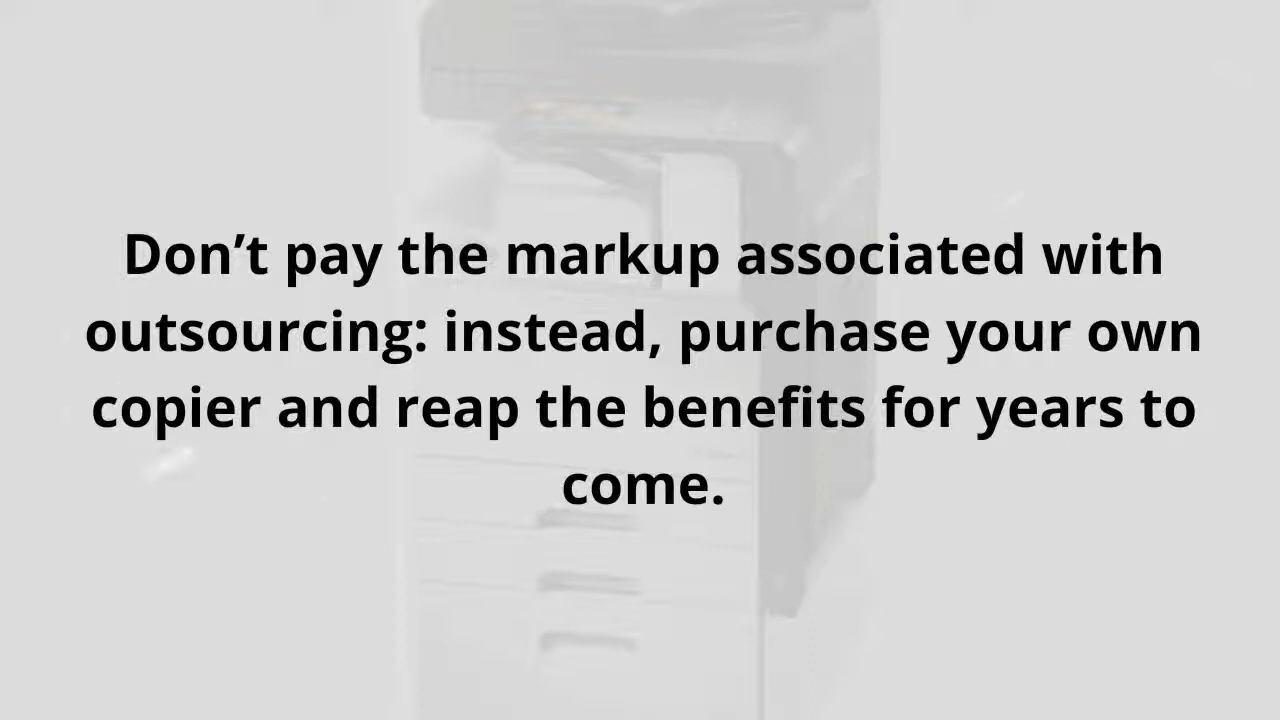 Don’t pay the markup associated with
outsourcing: instead, purchase your own
copier and reap the benefits for years to
come.